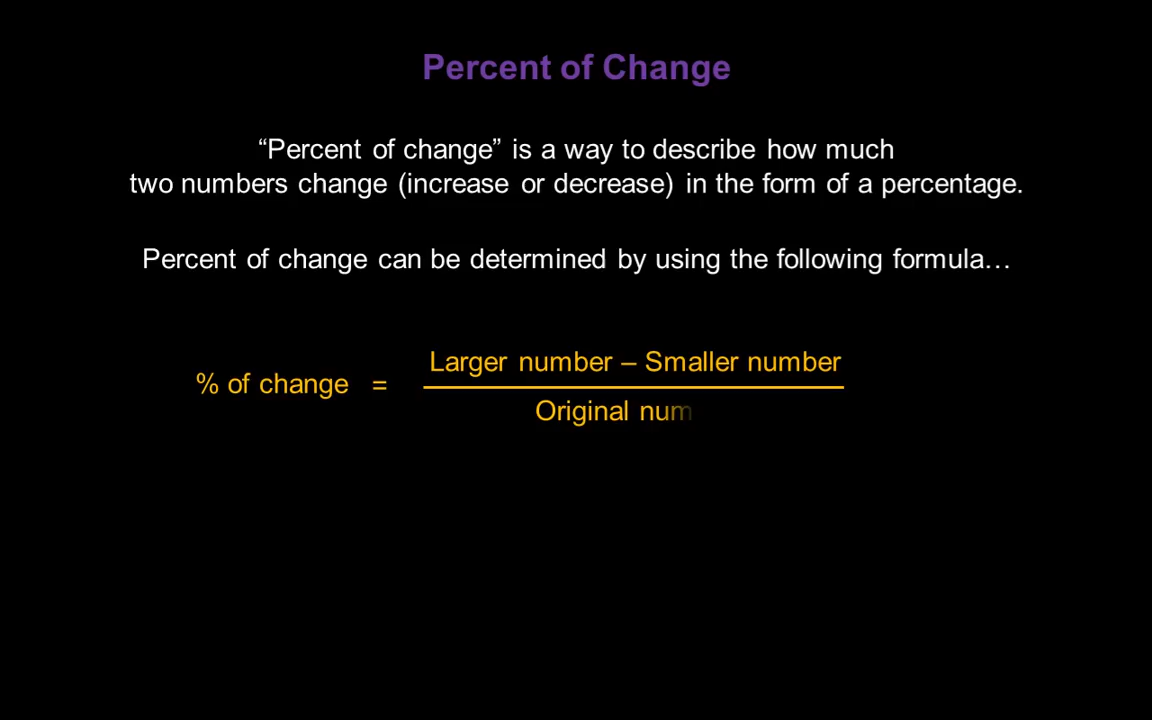 Percent of Change
“Percent of change” is a way to describe how much
two numbers change (increase or decrease) in the form of a percentage.
Percent of change can be determined by using the following formula…
Larger number – Smaller number
% of change =
Original num